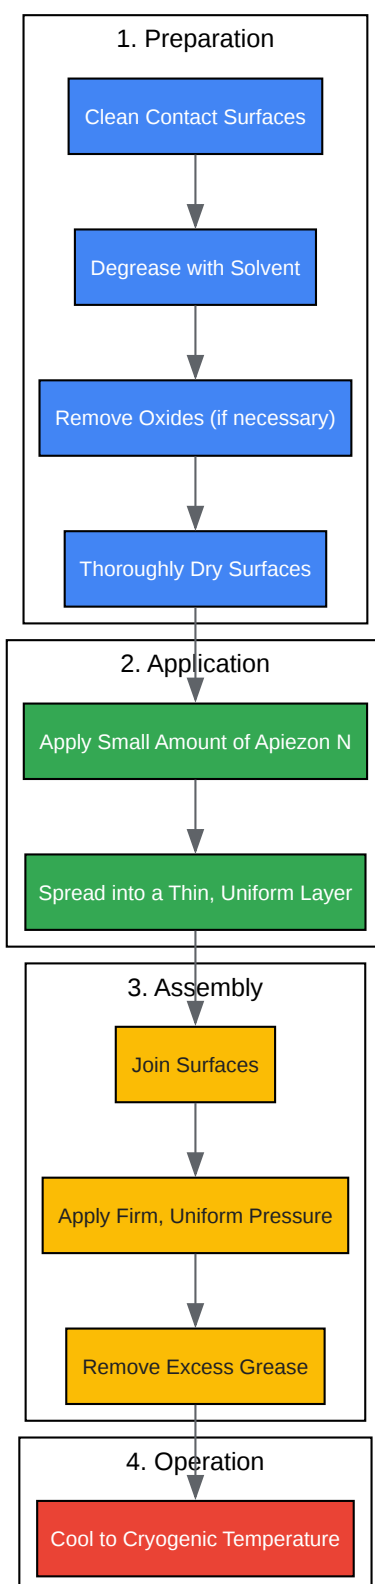 1. Preparation
Clean Contact Surfaces
Degrease with Solvent
Remove Oxides (if necessary)
Thoroughly Dry Surfaces
2. Application
Apply Small Amount of Apiezon N
Spread into a Thin, Uniform Layer
3. Assembly
Join Surfaces
Apply Firm, Uniform Pressure
Remove Excess Grease
4. Operation
Cool to Cryogenic Temperature